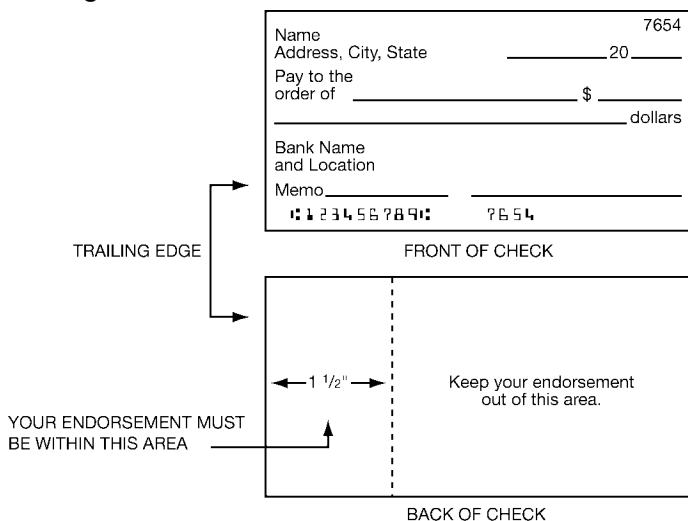 7654
Name
Address, City, State 20
Pay to the
order of $
dollars
Bank Name
and Location
Memo
⑆123456789⑆ 7654
TRAILING EDGE
FRONT OF CHECK
1 1/2"
Keep your endorsement
out of this area.
YOUR ENDORSEMENT MUST
BE WITHIN THIS AREA
BACK OF CHECK